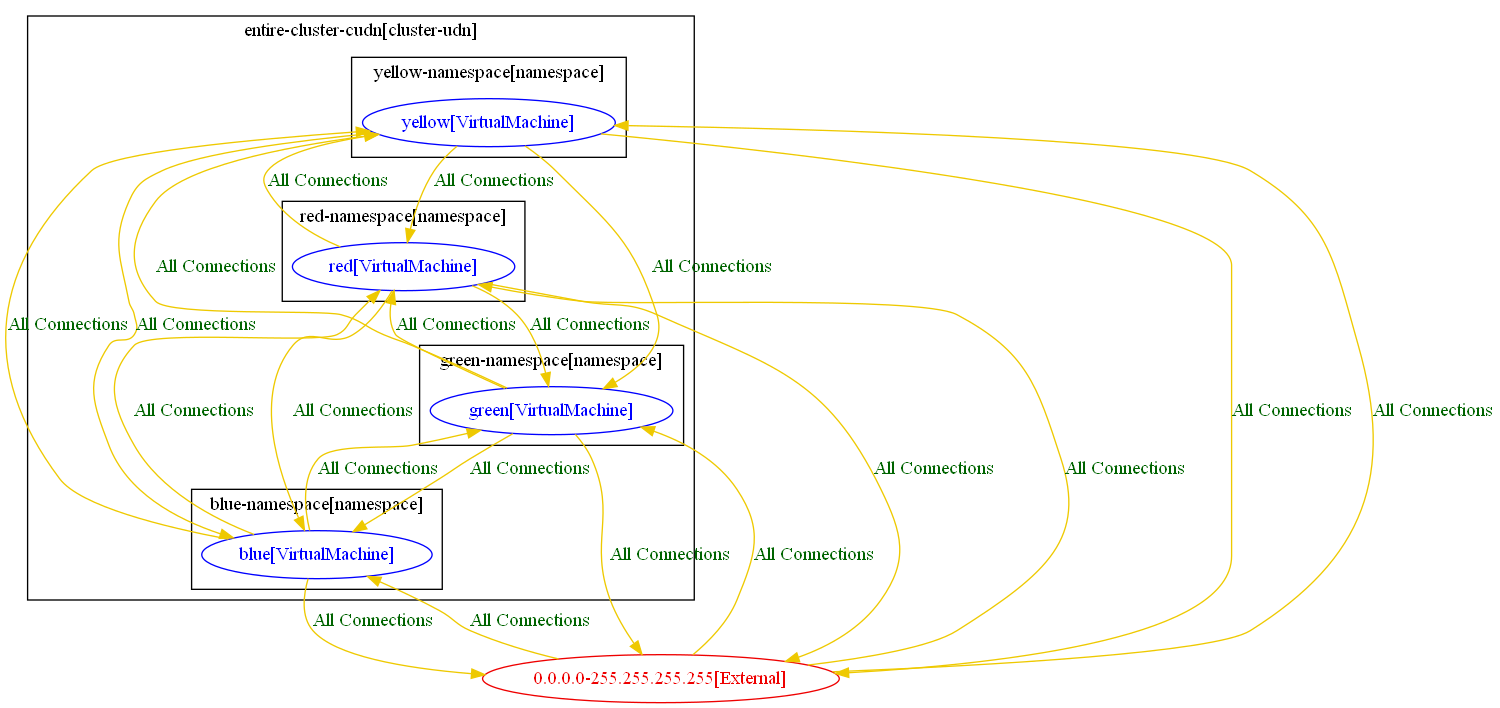 entire-cluster-cudn[cluster-udn]
yellow-namespace[namespace]
yellow[VirtualMachine]
All Connections
All Connections
red-namespace[namespace]
red[VirtualMachine]
All Connections
All Connections
All Connections
All Connections
All Connections
All Connections
green-namespace[namespace]
green[VirtualMachine]
All Connections
All Connections
All Connections
All Connections
All Connections
All Connections
All Connections
All Connections
blue-namespace[namespace]
blue[VirtualMachine]
All Connections
All Connections
All Connections
All Connections
0.0.0.0-255.255.255.255[External]